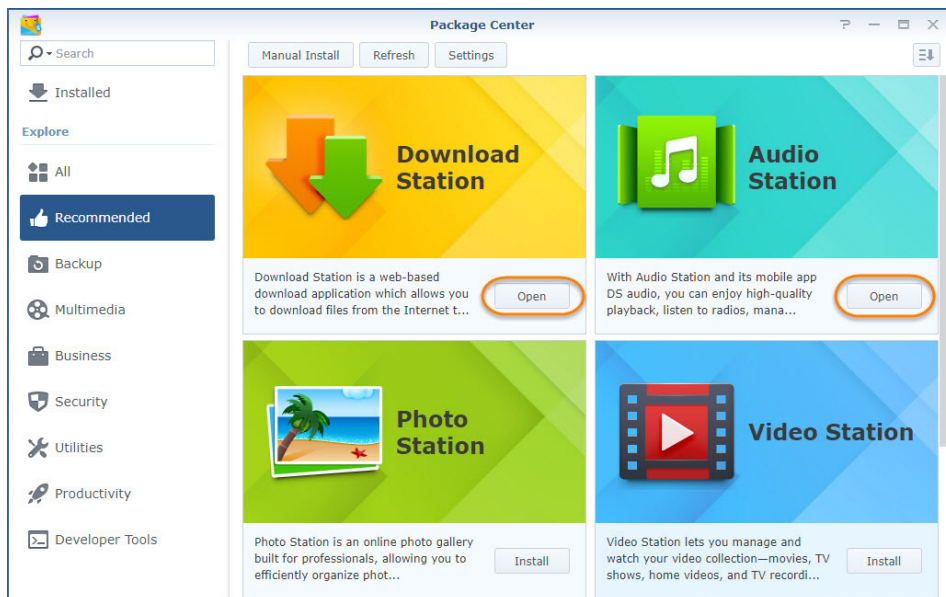 Package Center
Search
Manual Install
Refresh
Settings
Installed
Explore
All
Recommended
Backup
Multimedia
Business
Security
Utilities
Productivity
Developer Tools
Download
Station
Download Station is a web-based
download application which allows you
to download files from the Internet t...
Open
Audio
Station
With Audio Station and its mobile app
DS audio, you can enjoy high-quality
playback, listen to radios, mana...
Open
Photo
Station
Photo Station is an online photo gallery
built for professionals, allowing you to
efficiently organize phot...
Install
Video Station
Video Station lets you manage and
watch your video collection—movies, TV
shows, home videos, and TV recordi...
Install